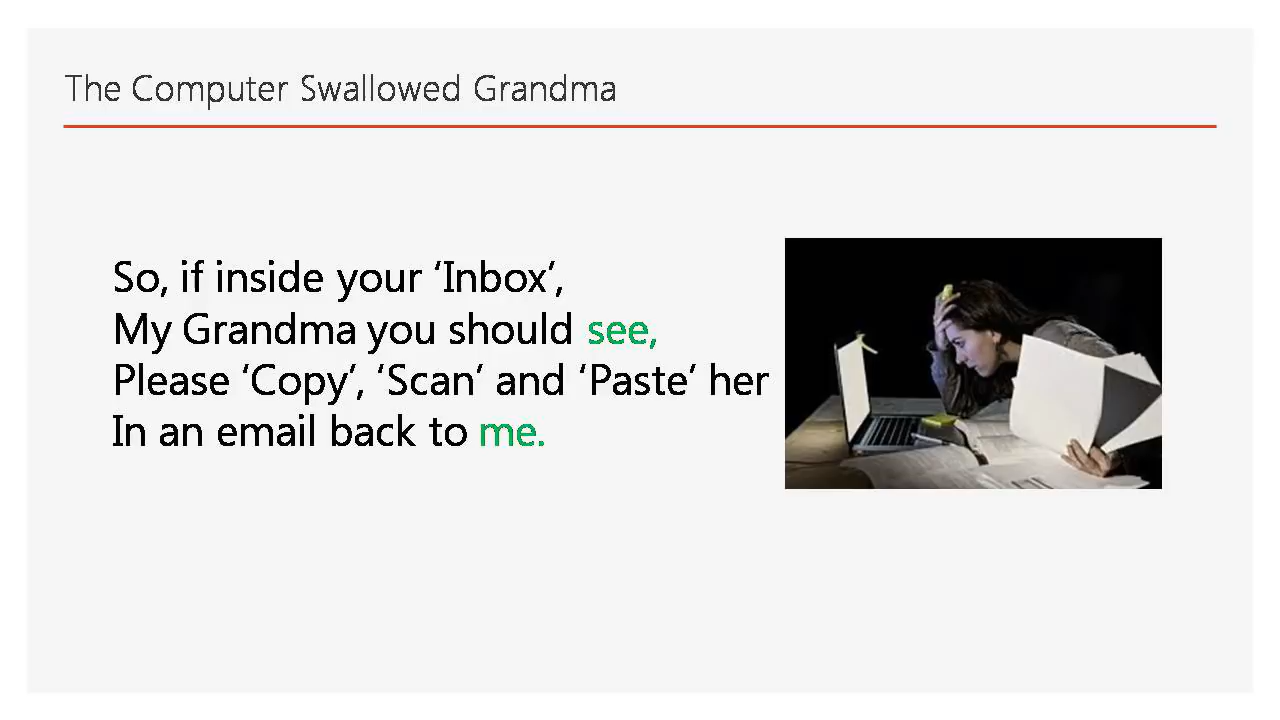 The Computer Swallowed Grandma
So, if inside your ‘Inbox’,
My Grandma you should see,
Please ‘Copy’, ‘Scan’ and ‘Paste’ her
In an email back to me.